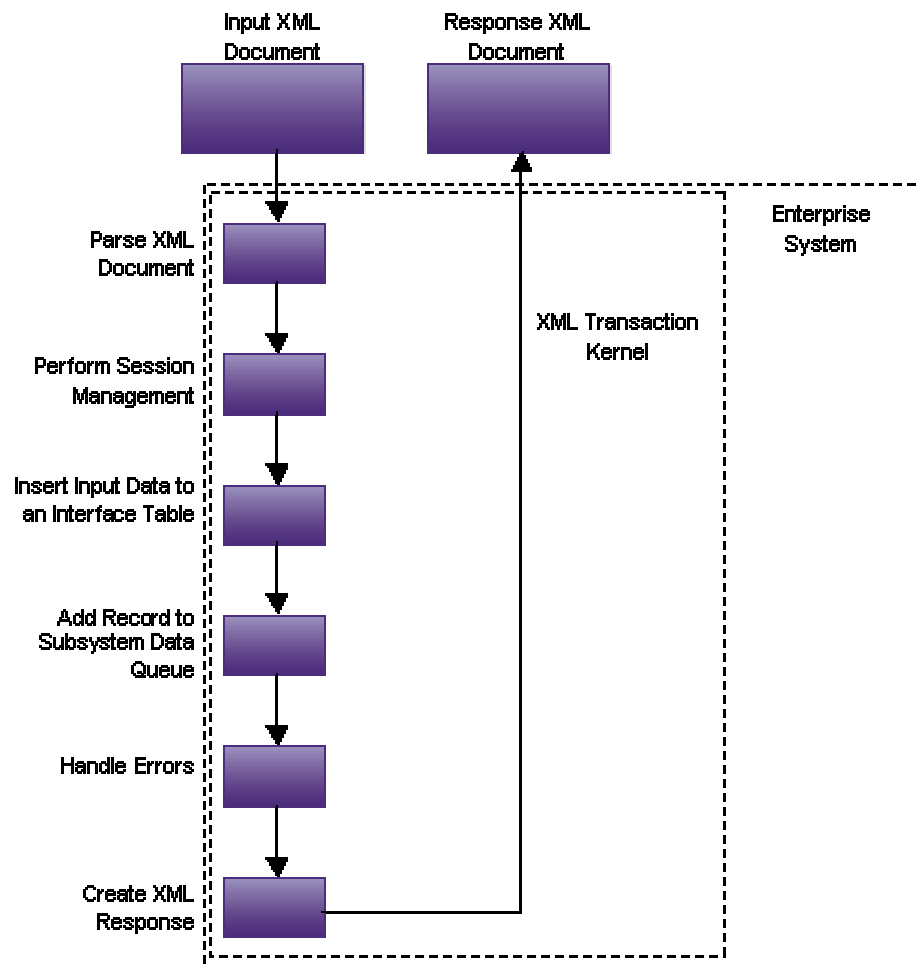 Input XML
Document
Response XML
Document
Enterprise
System
Parse XML
Document
XML Transaction
Kernel
Perform Session
Management
Insert Input Data to
an Interface Table
Add Record to
Subsystem Data
Queue
Handle Errors
Create XML
Response